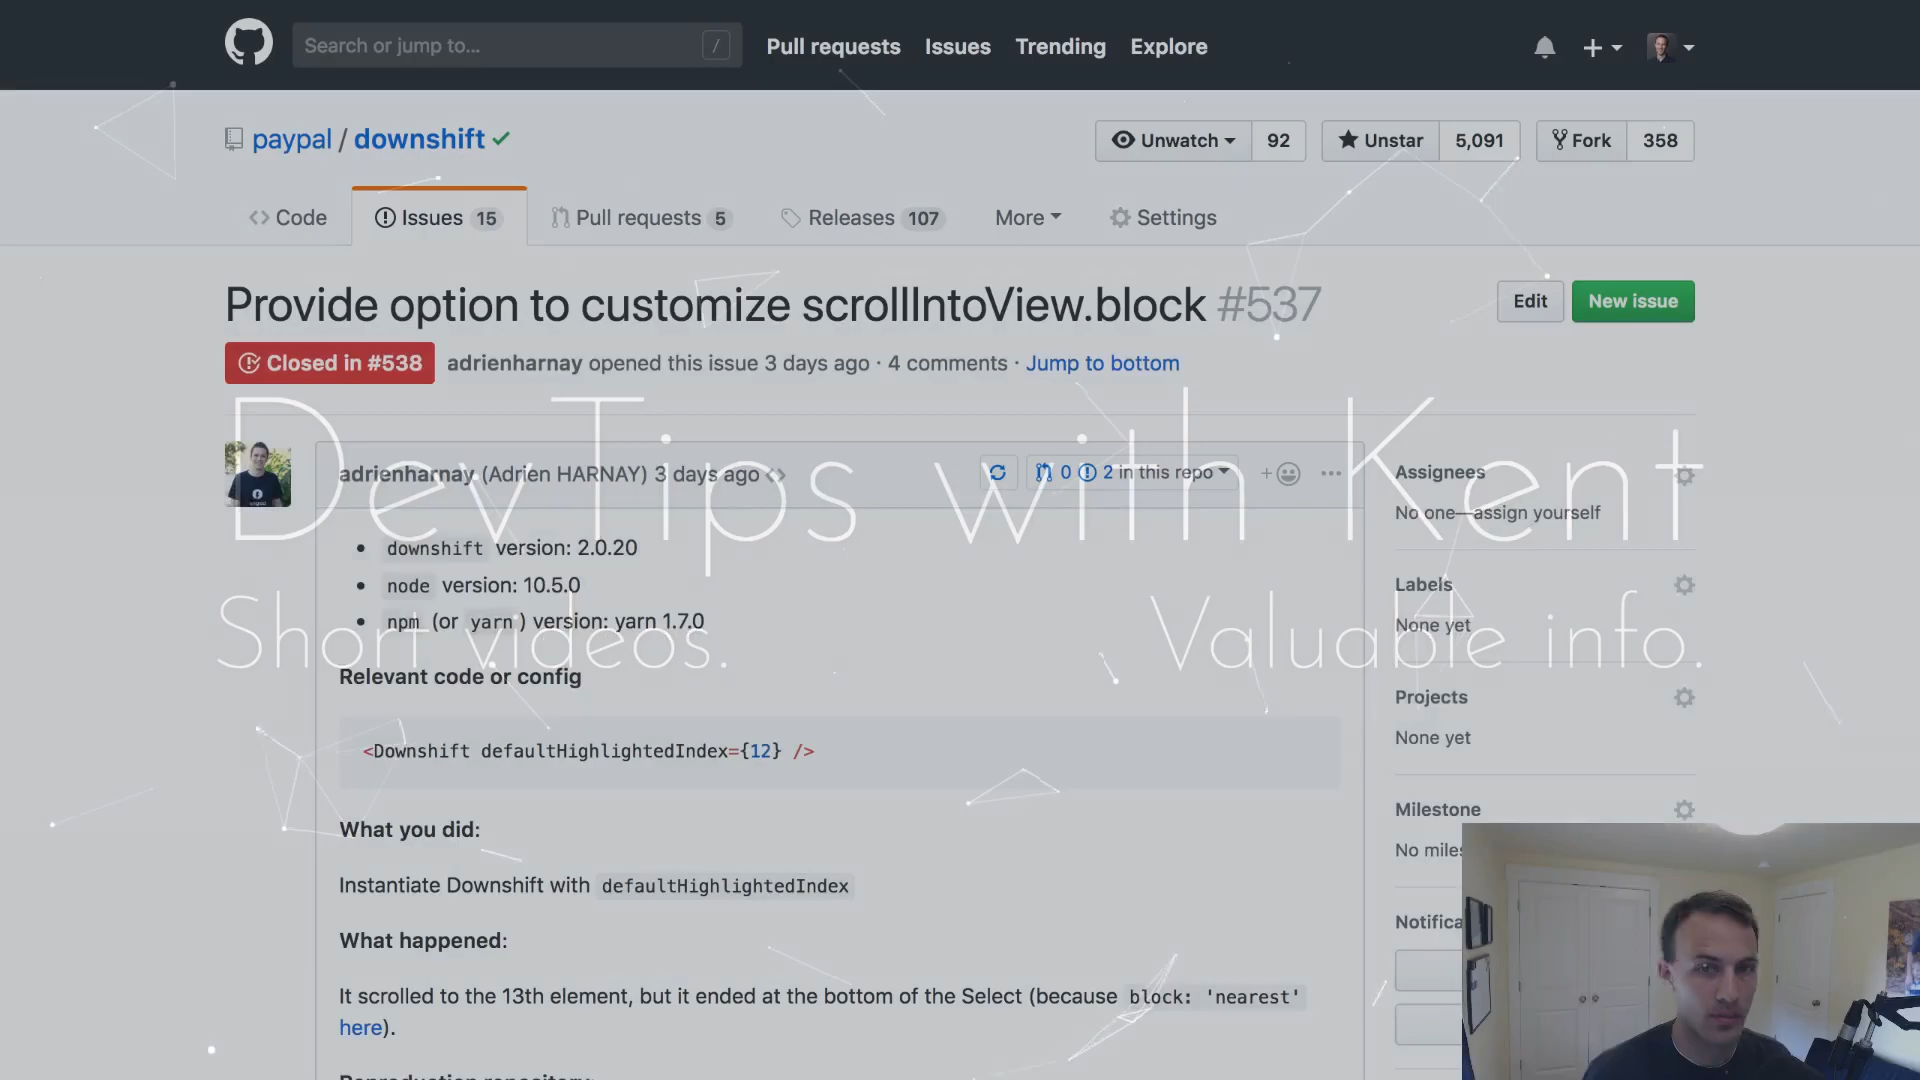 Search or jump to... /
Pull requests Issues Trending Explore
paypal / downshift
Unwatch 92 Unstar 5,091 Fork 358
Code Issues 15 Pull requests 5 Releases 107 More Settings
Provide option to customize scrollIntoView.block #537
Edit New issue
Closed in #538 adrienharnay opened this issue 3 days ago · 4 comments · Jump to bottom
DevTips with Kent
adrienharnay (Adrien HARNAY) 3 days ago 0 2 in this repo
Assignees
No one—assign yourself
downshift version: 2.0.20
node version: 10.5.0
npm (or yarn) version: yarn 1.7.0
Labels
None yet
Short videos. Valuable info.
Relevant code or config
Projects
None yet
<Downshift defaultHighlightedIndex={12} />
Milestone
What you did:
No miles
Instantiate Downshift with defaultHighlightedIndex
Notifica
What happened:
It scrolled to the 13th element, but it ended at the bottom of the Select (because block: 'nearest'
here).